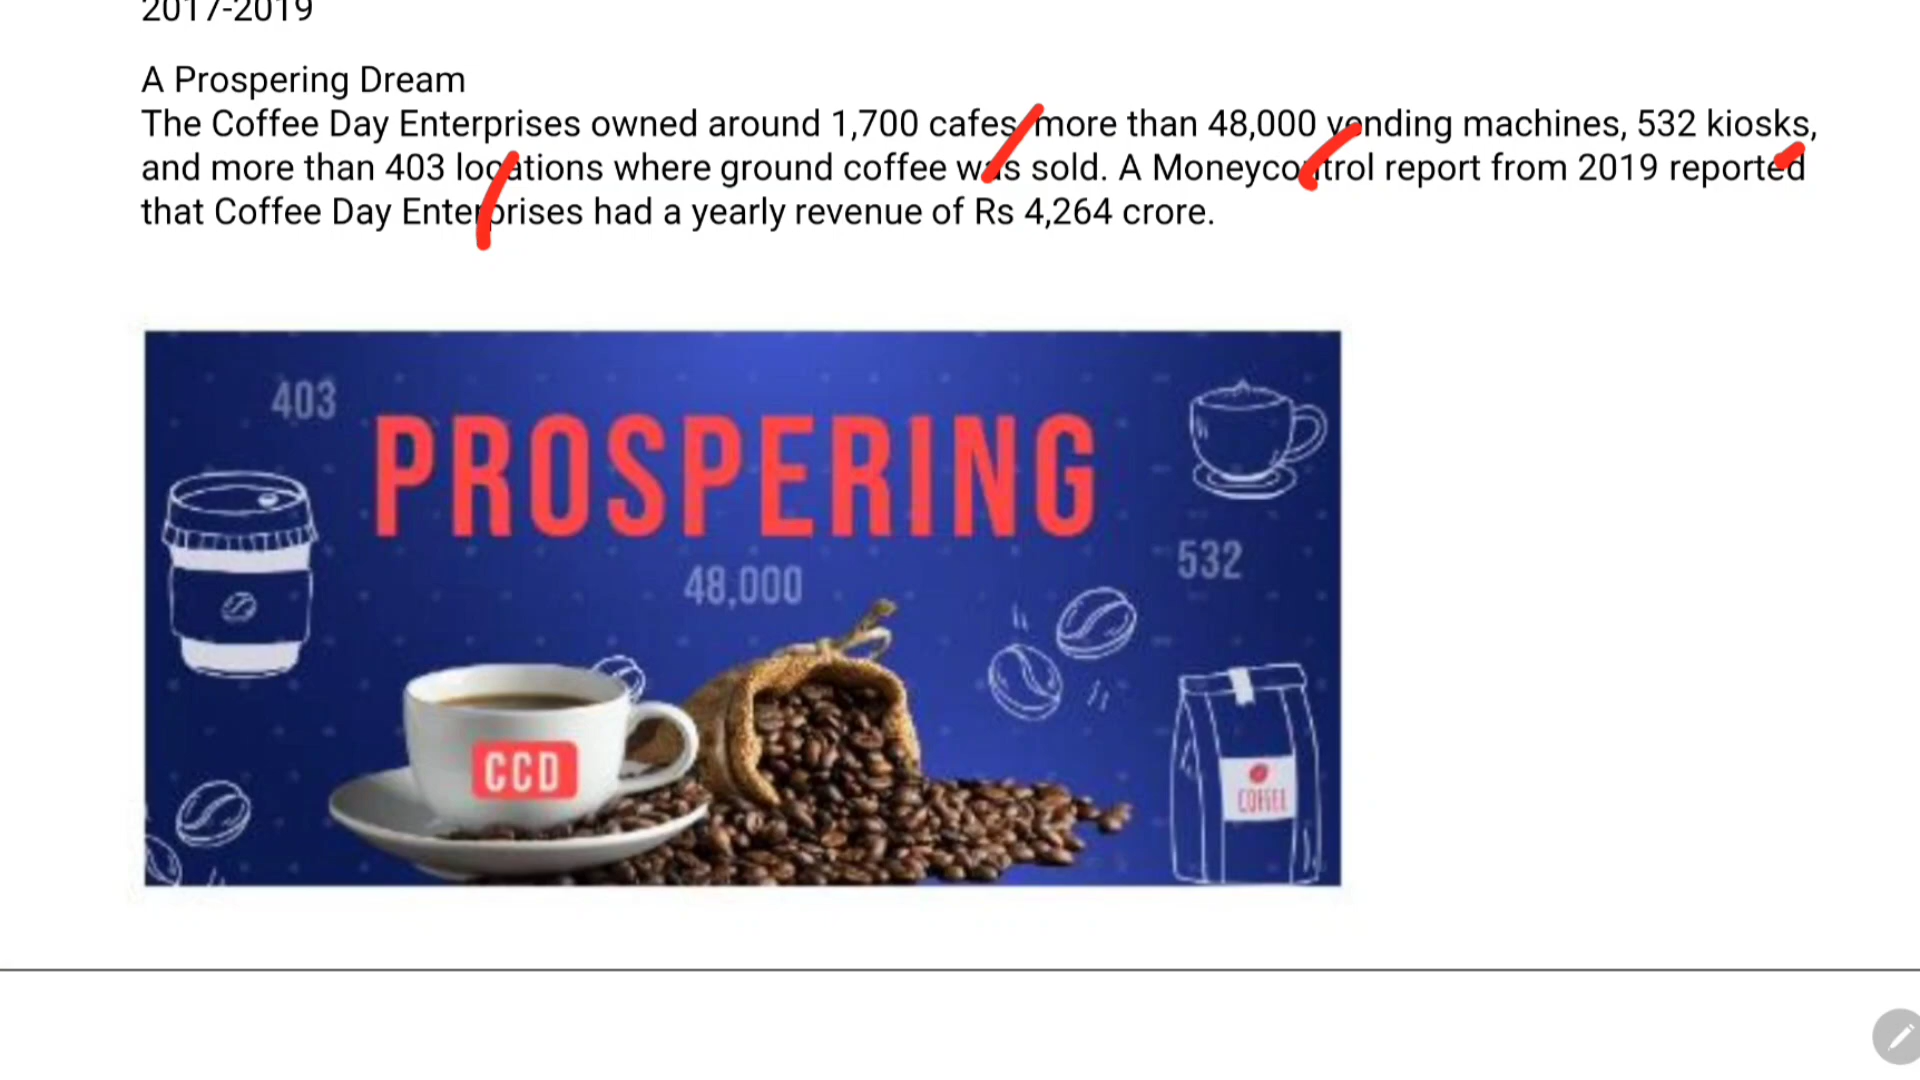 2017-2019
A Prospering Dream
The Coffee Day Enterprises owned around 1,700 cafes, more than 48,000 vending machines, 532 kiosks,
and more than 403 locations where ground coffee was sold. A Moneycontrol report from 2019 reported
that Coffee Day Enterprises had a yearly revenue of Rs 4,264 crore.
403
PROSPERING
532
48,000
CCD
COFFEE